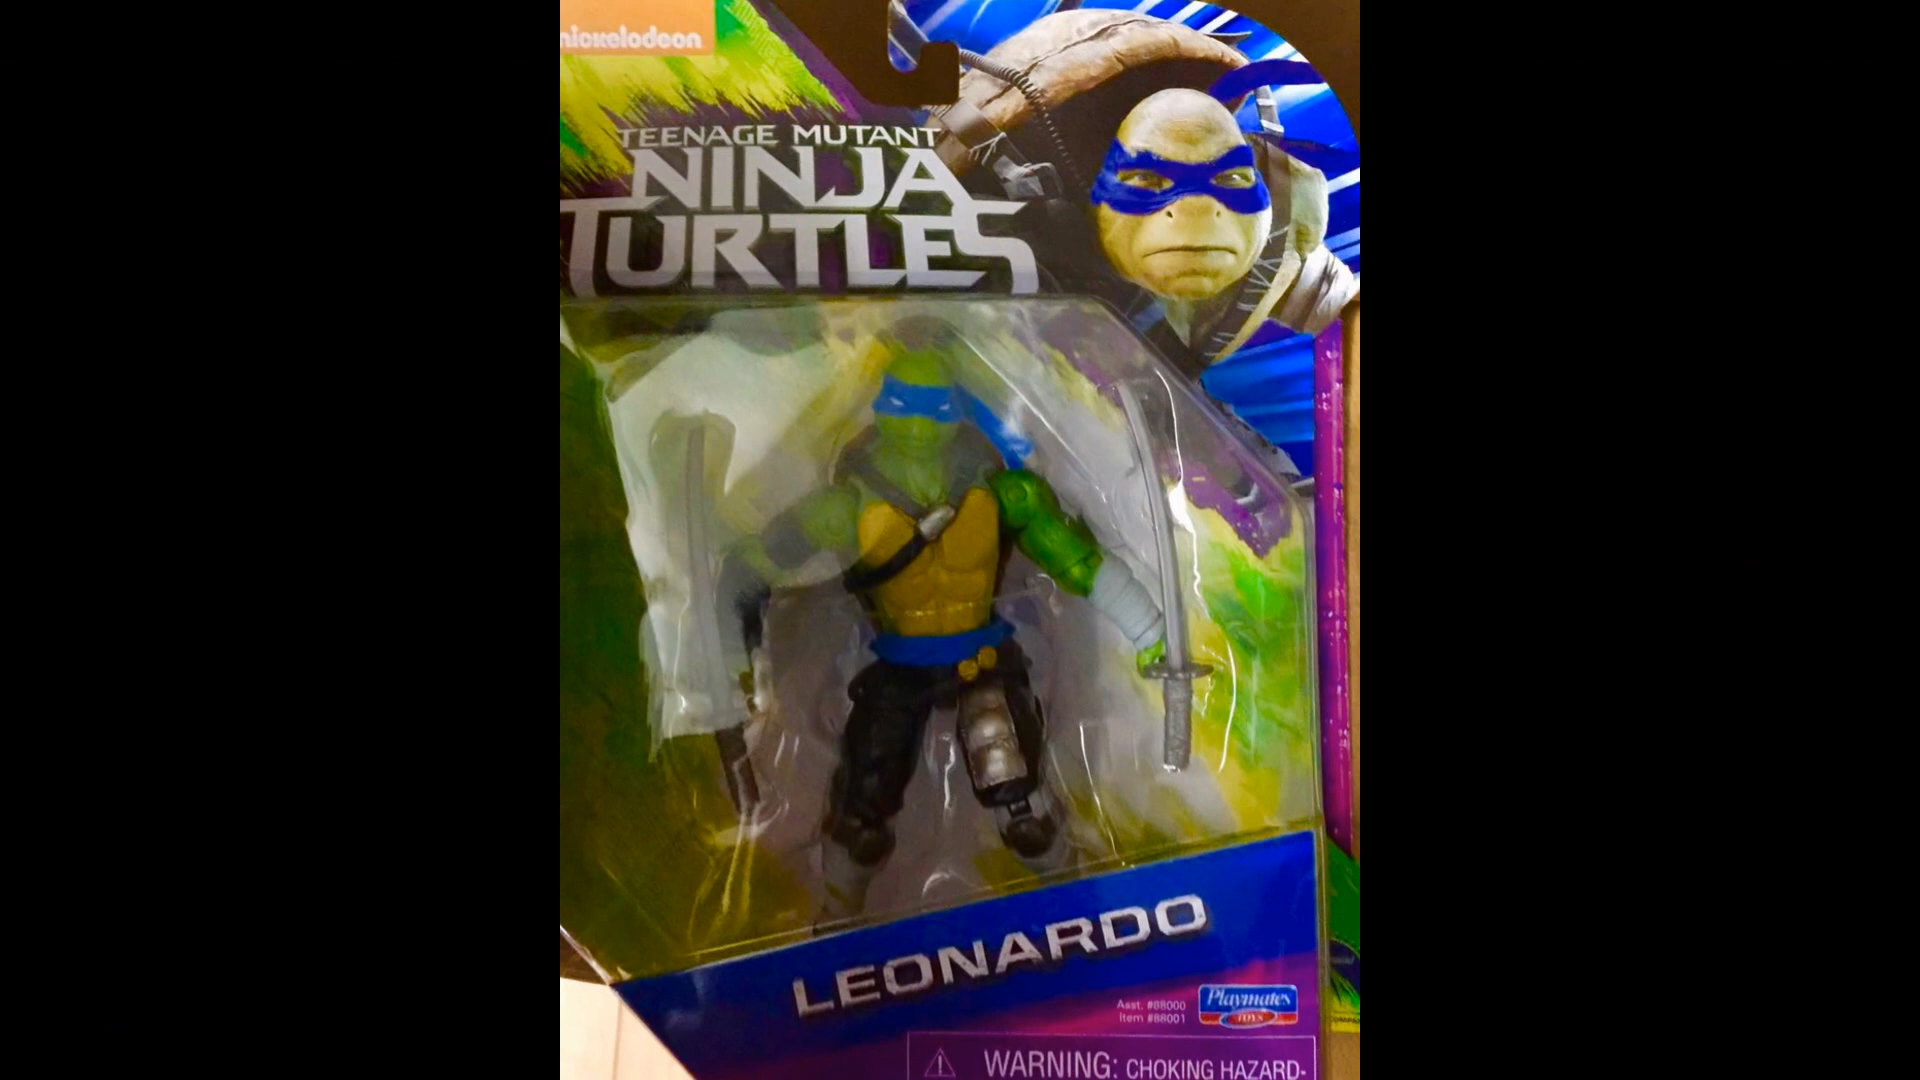 nickelodeon
TEENAGE MUTANT
NINJA
TURTLES
LEONARDO
Asst. #88000
Item #88001
Playmates
TOYS
WARNING: CHOKING HAZARD-